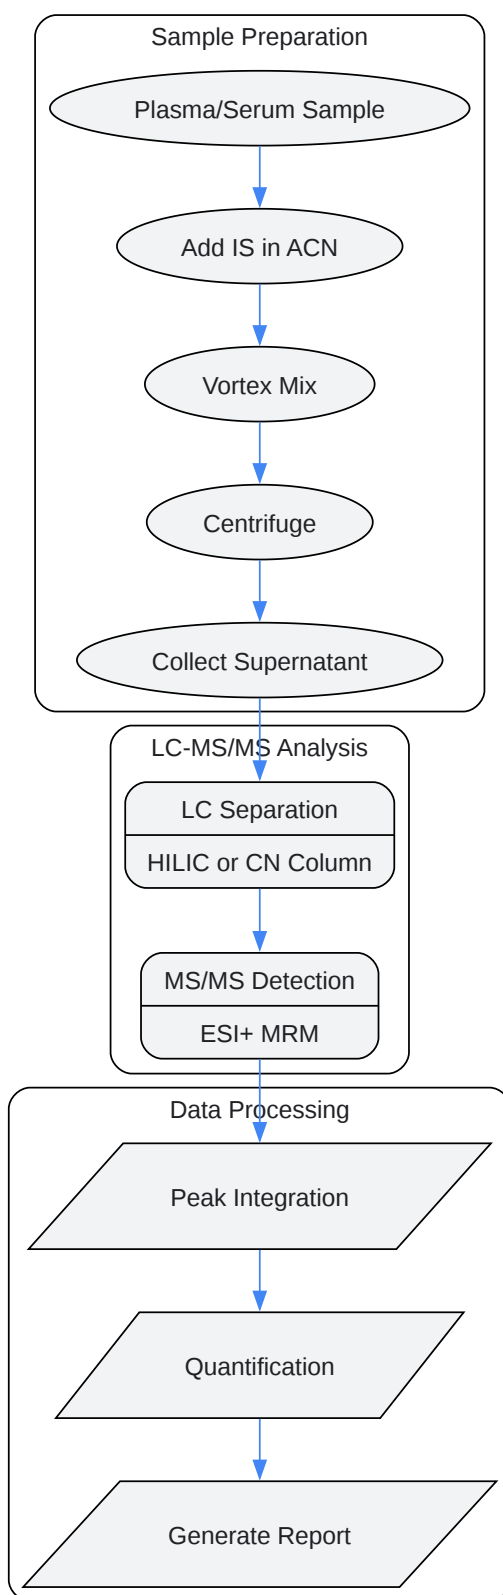 Sample Preparation
Plasma/Serum Sample
Add IS in ACN
Vortex Mix
Centrifuge
Collect Supernatant
LC-MS/MS Analysis
LC Separation
HILIC or CN Column
MS/MS Detection
ESI+ MRM
Data Processing
Peak Integration
Quantification
Generate Report